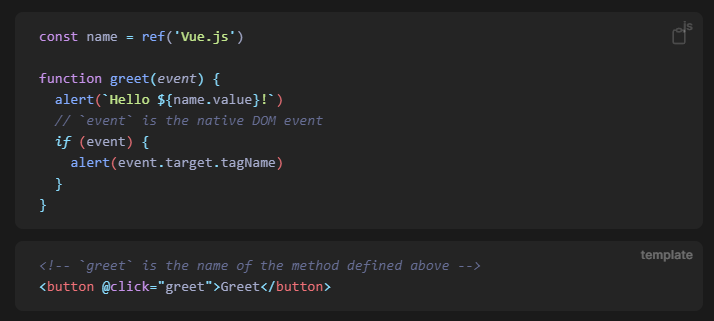 js
const name = ref('Vue.js')
function greet(event) {
  alert(`Hello ${name.value}!`)
  // `event` is the native DOM event
  if (event) {
    alert(event.target.tagName)
  }
}
template
<!-- `greet` is the name of the method defined above -->
<button @click="greet">Greet</button>